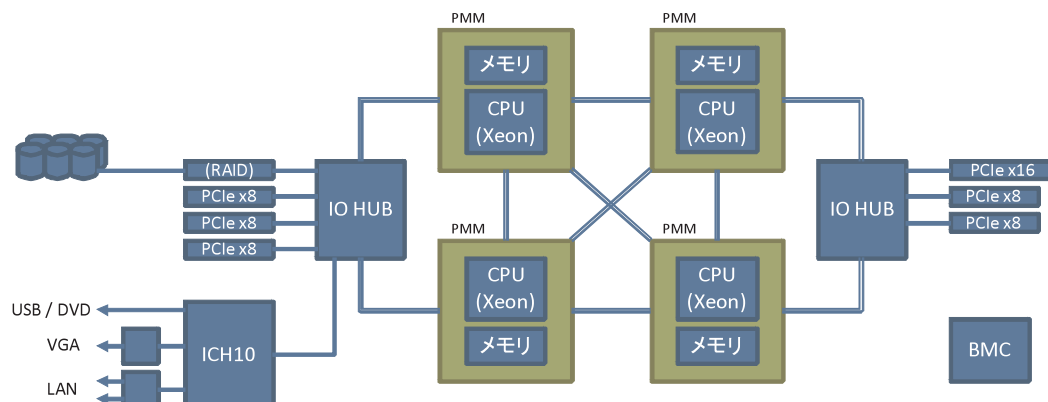 PMM
PMM
メモリ
CPU
(Xeon)
メモリ
CPU
(Xeon)
(RAID)
PCIe x8
PCIe x8
PCIe x8
IO HUB
IO HUB
PCIe x16
PCIe x8
PCIe x8
PMM
PMM
CPU
(Xeon)
メモリ
CPU
(Xeon)
メモリ
USB / DVD
VGA
LAN
ICH10
BMC